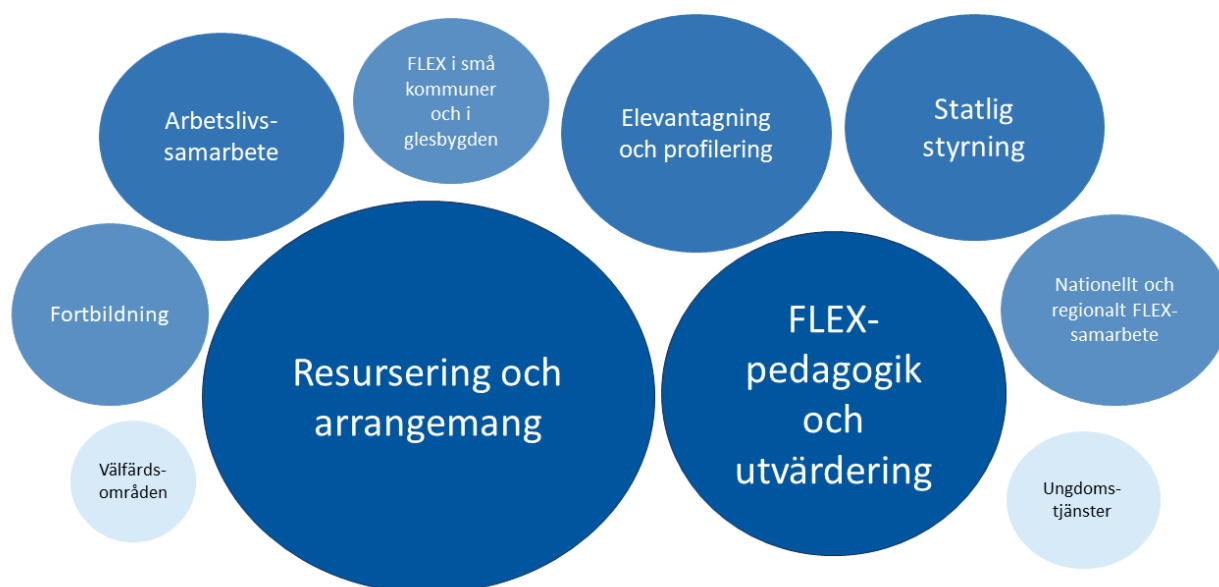 FLEX i små
kommuner
och i
glesbygden
Arbetslivs-
samarbete
Elevantagning
och profilering
Statlig
styrning
Fortbildning
Nationellt och
regionalt FLEX-
samarbete
Resursering och
arrangemang
FLEX-
pedagogik
och
utvärdering
Välfärds-
områden
Ungdoms-
tjänster